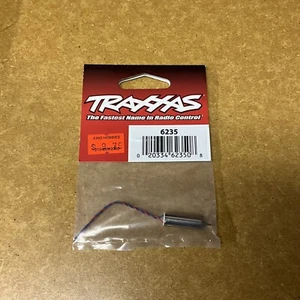 TRAXXAS
The Fastest Name In Radio Control
6235
0 20334 62350 8